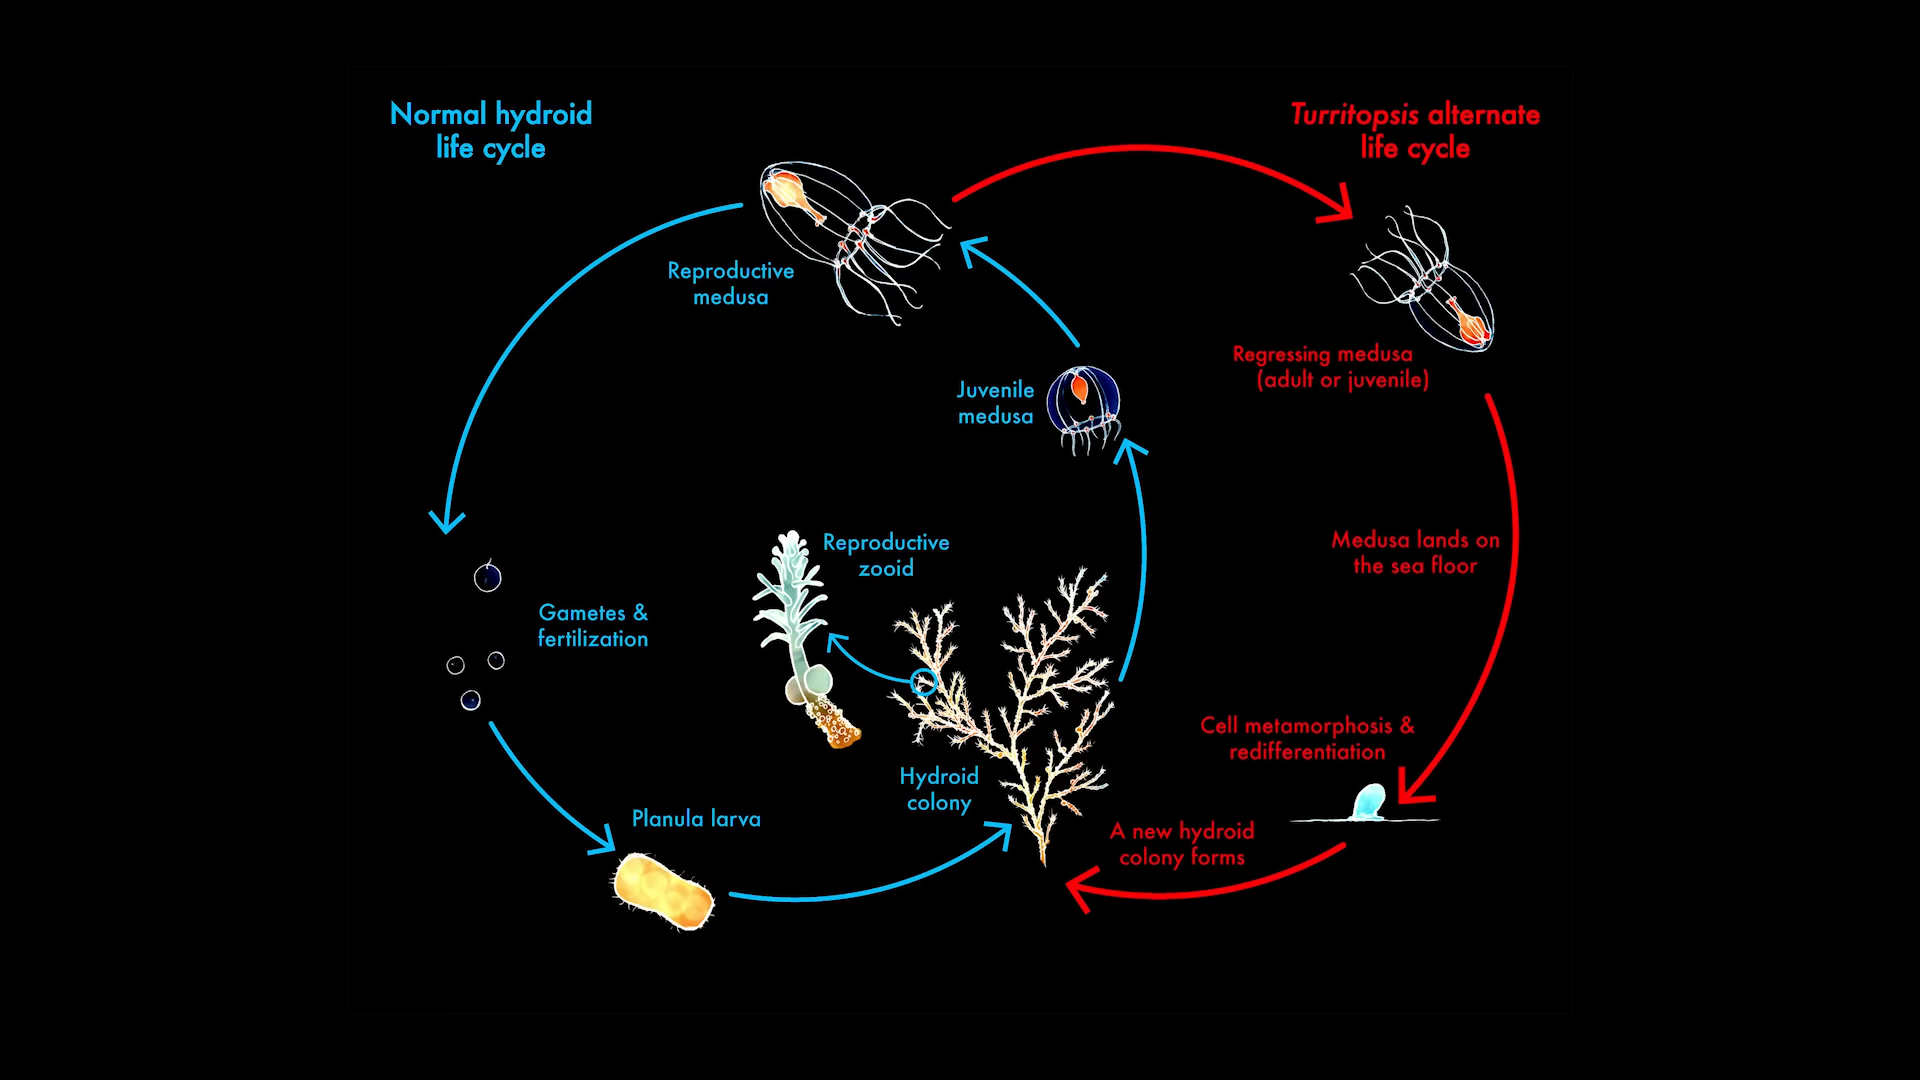 Normal hydroid
life cycle
Turritopsis alternate
life cycle
Reproductive
medusa
Regressing medusa
(adult or juvenile)
Juvenile
medusa
Medusa lands on
the sea floor
Reproductive
zooid
Gametes &
fertilization
Cell metamorphosis &
redifferentiation
Hydroid
colony
Planula larva
A new hydroid
colony forms